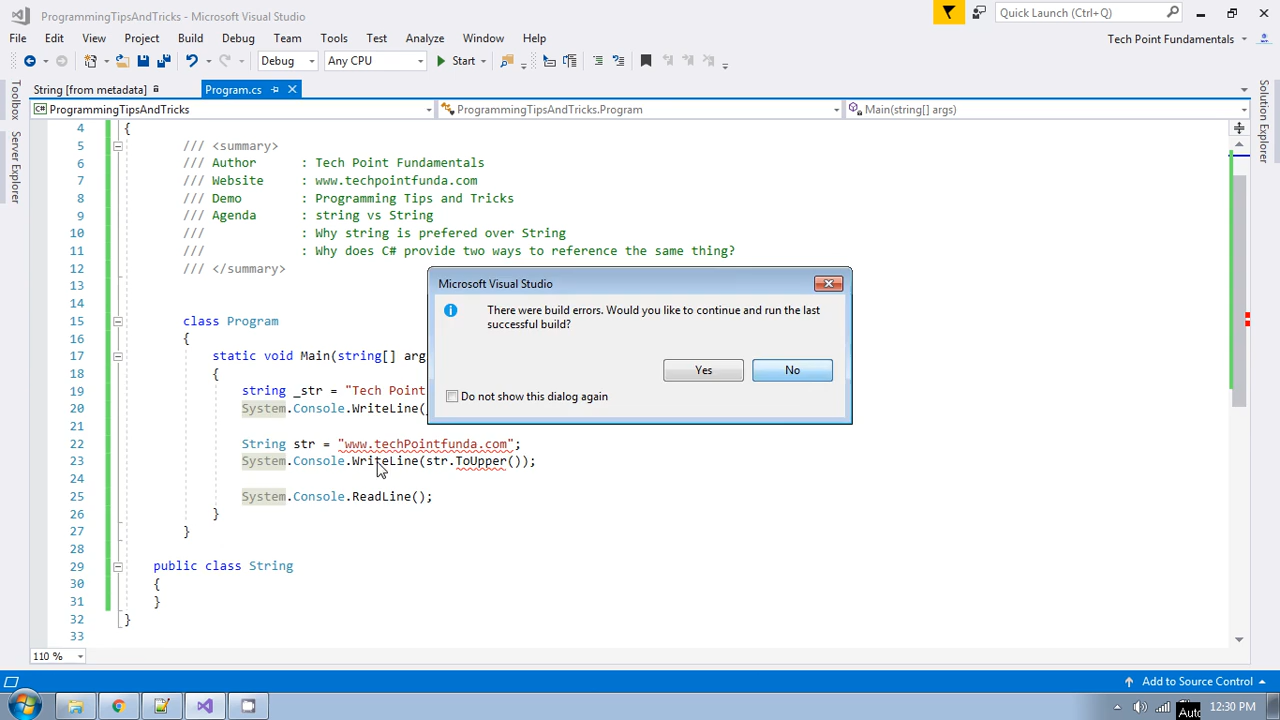 ProgrammingTipsAndTricks - Microsoft Visual Studio
Quick Launch (Ctrl+Q)
File Edit View Project Build Debug Team Tools Test Analyze Window Help
Tech Point Fundamentals
Debug Any CPU Start
String [from metadata] Program.cs
ProgrammingTipsAndTricks ProgrammingTipsAndTricks.Program Main(string[] args)
Toolbox
Server Explorer
Solution Explorer
4 {
5 /// <summary>
6 /// Author : Tech Point Fundamentals
7 /// Website : www.techpointfunda.com
8 /// Demo : Programming Tips and Tricks
9 /// Agenda : string vs String
10 /// : Why string is prefered over String
11 /// : Why does C# provide two ways to reference the same thing?
12 /// </summary>
13
14
15 class Program
16 {
17 static void Main(string[] arg
18 {
19 string _str = "Tech Point
20 System.Console.WriteLine(
21
22 String str = "www.techPointfunda.com";
23 System.Console.WriteLine(str.ToUpper());
24
25 System.Console.ReadLine();
26 }
27 }
28
29 public class String
30 {
31 }
32 }
33
Microsoft Visual Studio
There were build errors. Would you like to continue and run the last
successful build?
Yes No
Do not show this dialog again
110 %
Add to Source Control
Auto 12:30 PM